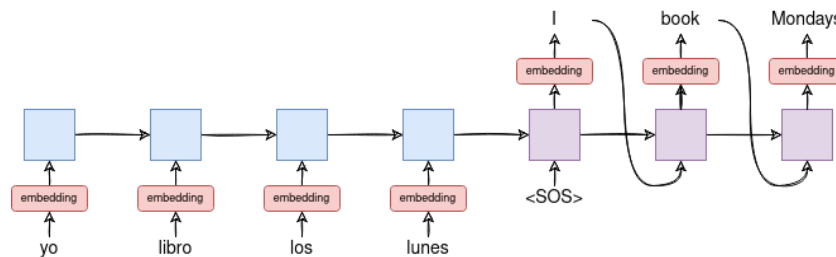 I book Mondays
embedding embedding embedding
embedding embedding embedding embedding <SOS>
yo libro los lunes